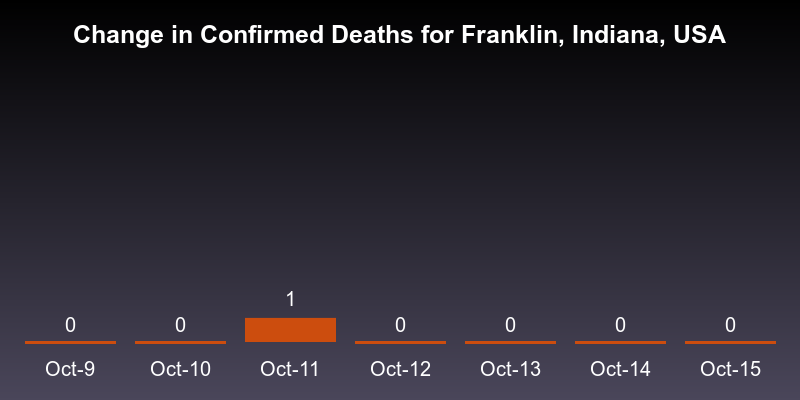 Change in Confirmed Deaths for Franklin, Indiana, USA
0 0 1 0 0 0 0
Oct-9 Oct-10 Oct-11 Oct-12 Oct-13 Oct-14 Oct-15